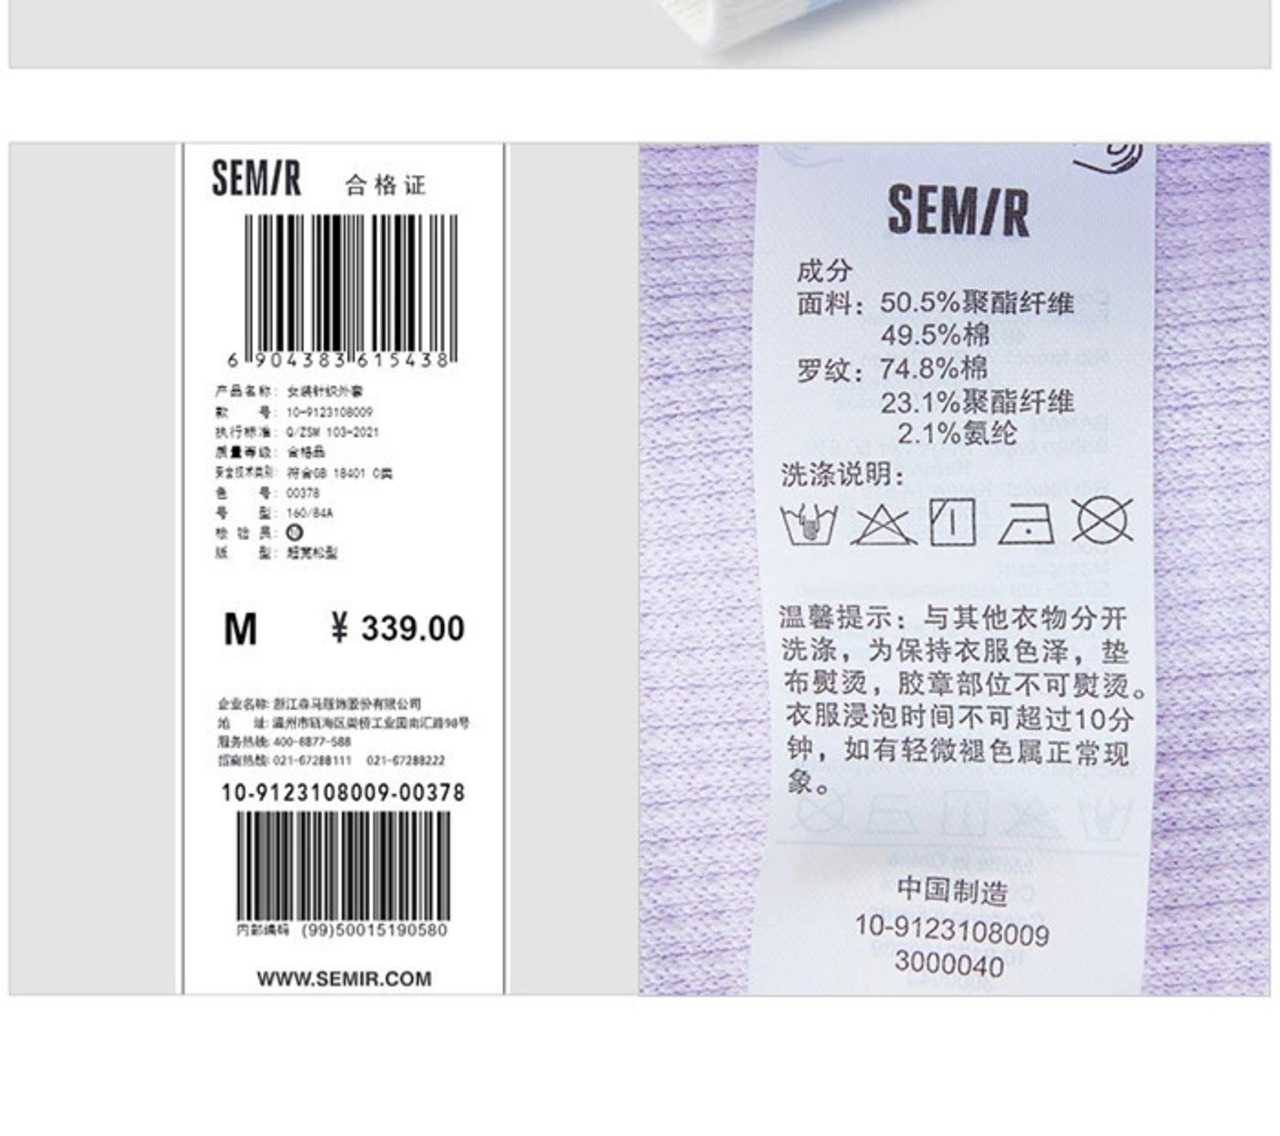 SEMIR 合格证
6 904383 615438
产品名称: 女装针织外套
款 号: 10-9123108009
执行标准: Q/ZSM 103-2021
质量等级: 合格品
安全技术类别: 符合GB 18401 C类
色 号: 00378
号 型: 160/84A
检 验 员:
版 型: 超宽松型
M ¥ 339.00
企业名称: 浙江森马服饰股份有限公司
地 址: 温州市瓯海区娄桥工业园南汇路98号
服务热线: 400-8877-588
招商热线: 021-67288111 021-67288222
10-9123108009-00378
内部编码 (99)50015190580
WWW.SEMIR.COM
SEMIR
成分
面料: 50.5%聚酯纤维
49.5%棉
罗纹: 74.8%棉
23.1%聚酯纤维
2.1%氨纶
洗涤说明:
温馨提示: 与其他衣物分开
洗涤，为保持衣服色泽，垫
布熨烫，胶章部位不可熨烫。
衣服浸泡时间不可超过10分
钟，如有轻微褪色属正常现
象。
中国制造
10-9123108009
3000040